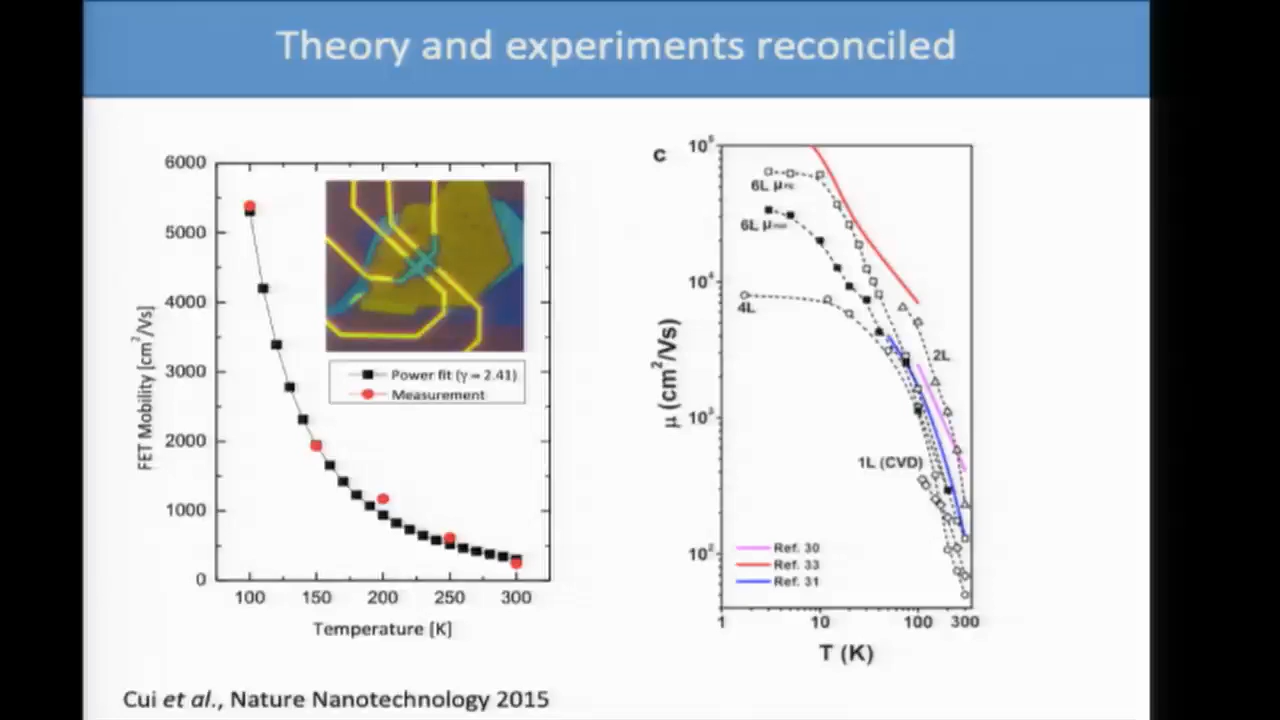 Theory and experiments reconciled
6000
5000
4000
3000
2000
1000
0
FET Mobility [cm²/Vs]
100 150 200 250 300
Temperature [K]
Power fit (γ = 2.41)
Measurement
c
10⁵
10⁴
10³
10²
μ (cm²/Vs)
6L μ
6L μ
4L
2L
1L (CVD)
Ref. 30
Ref. 33
Ref. 31
1 10 100 300
T (K)
Cui et al., Nature Nanotechnology 2015